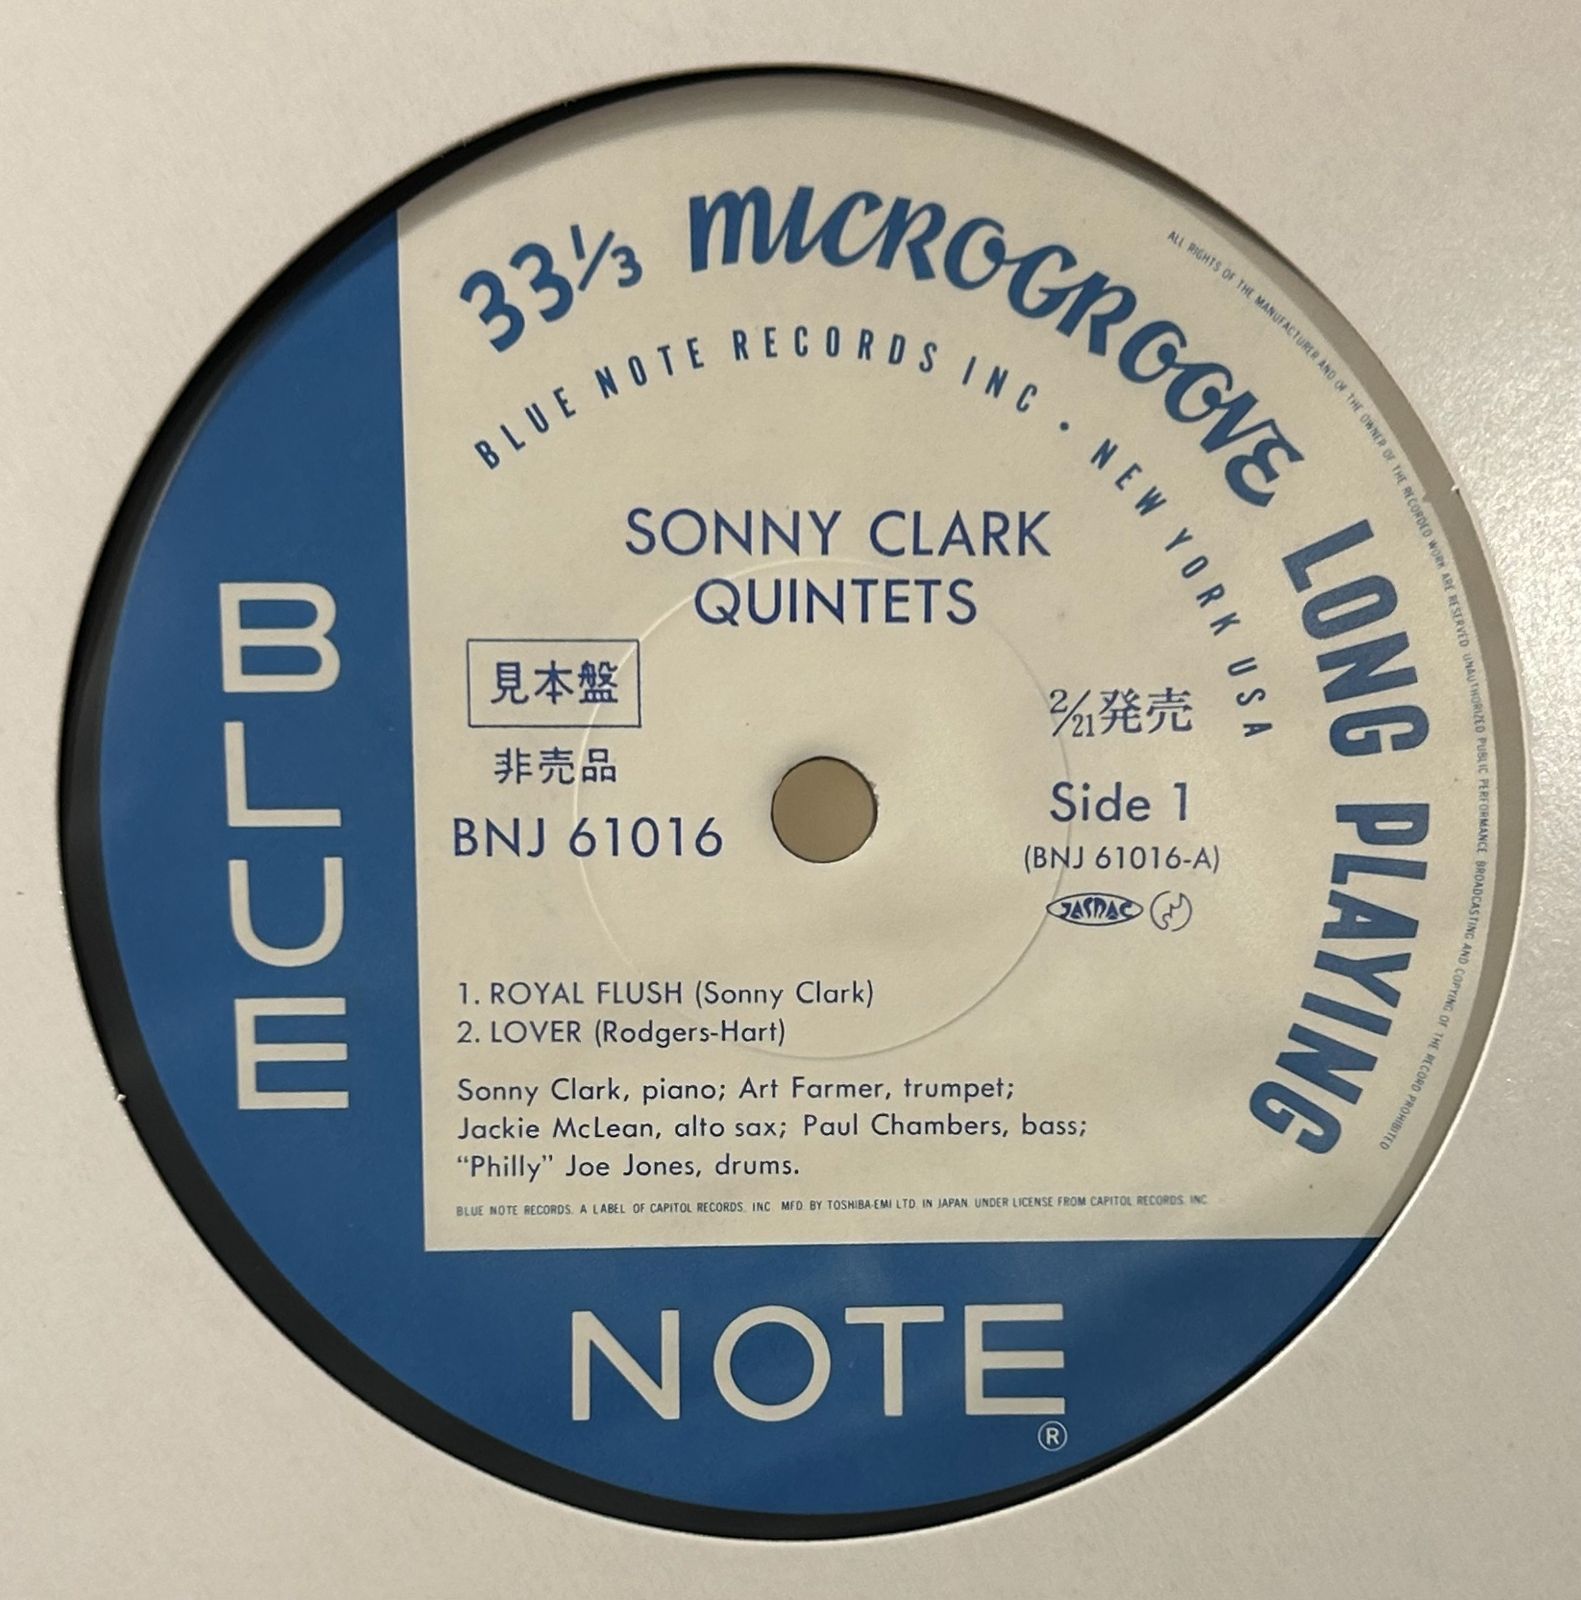 33⅓ MICROGROOVE LONG PLAYING
BLUE NOTE RECORDS INC • NEW YORK USA
ALL RIGHTS OF THE MANUFACTURER AND OF THE OWNER OF THE RECORDED WORK ARE RESERVED. UNAUTHORIZED PUBLIC PERFORMANCE BROADCASTING AND COPYING OF THE RECORD PROHIBITED
SONNY CLARK
QUINTETS
見本盤
非売品
BNJ 61016
2/21発売
Side 1
(BNJ 61016-A)
JASRAC
1. ROYAL FLUSH (Sonny Clark)
2. LOVER (Rodgers-Hart)
Sonny Clark, piano; Art Farmer, trumpet;
Jackie McLean, alto sax; Paul Chambers, bass;
“Philly” Joe Jones, drums.
BLUE NOTE RECORDS. A LABEL OF CAPITOL RECORDS, INC MFD. BY TOSHIBA-EMI LTD. IN JAPAN. UNDER LICENSE FROM CAPITOL RECORDS. INC
BLUE
NOTE
®